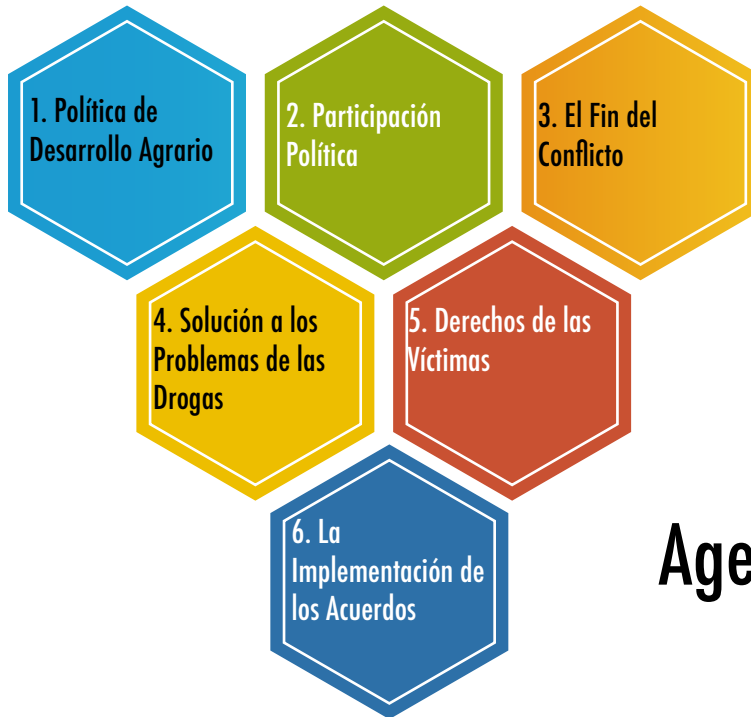 1. Política de
Desarrollo Agrario
2. Participación
Política
3. El Fin del
Conflicto
4. Solución a los
Problemas de las
Drogas
5. Derechos de las
Víctimas
6. La
Implementación de
los Acuerdos
Age